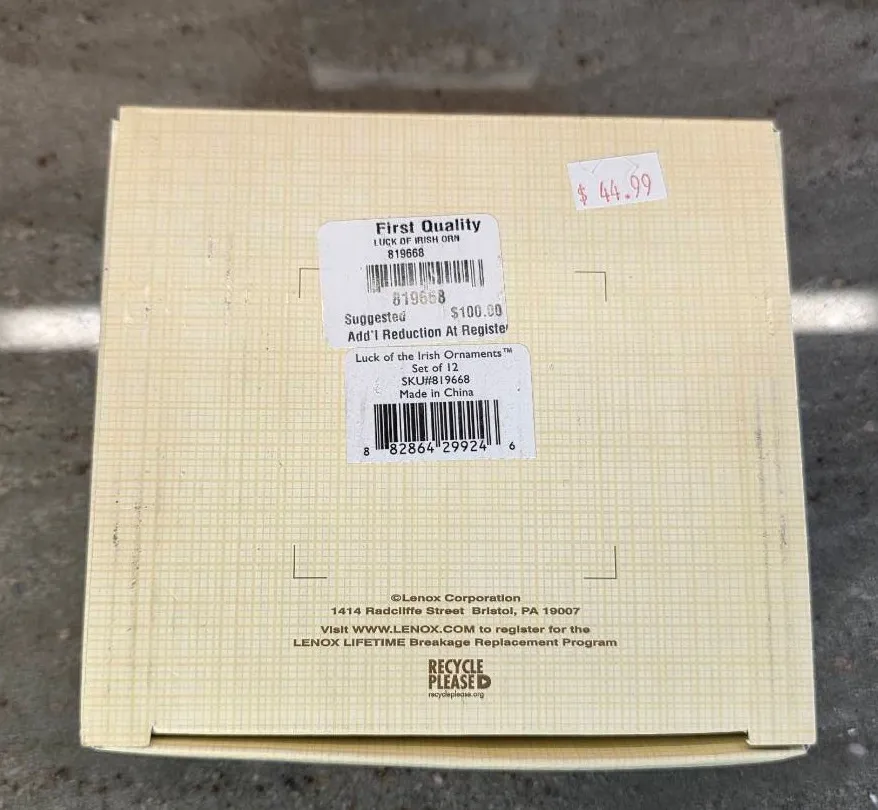 $ 44.99
First Quality
LUCK OF IRISH ORN
819668
819668
Suggested $100.00
Add'l Reduction At Registe
Luck of the Irish Ornaments™
Set of 12
SKU#819668
Made in China
8 82864 29924 6
©Lenox Corporation
1414 Radcliffe Street Bristol, PA 19007
Visit WWW.LENOX.COM to register for the
LENOX LIFETIME Breakage Replacement Program
RECYCLE
PLEASE
recycleplease.org